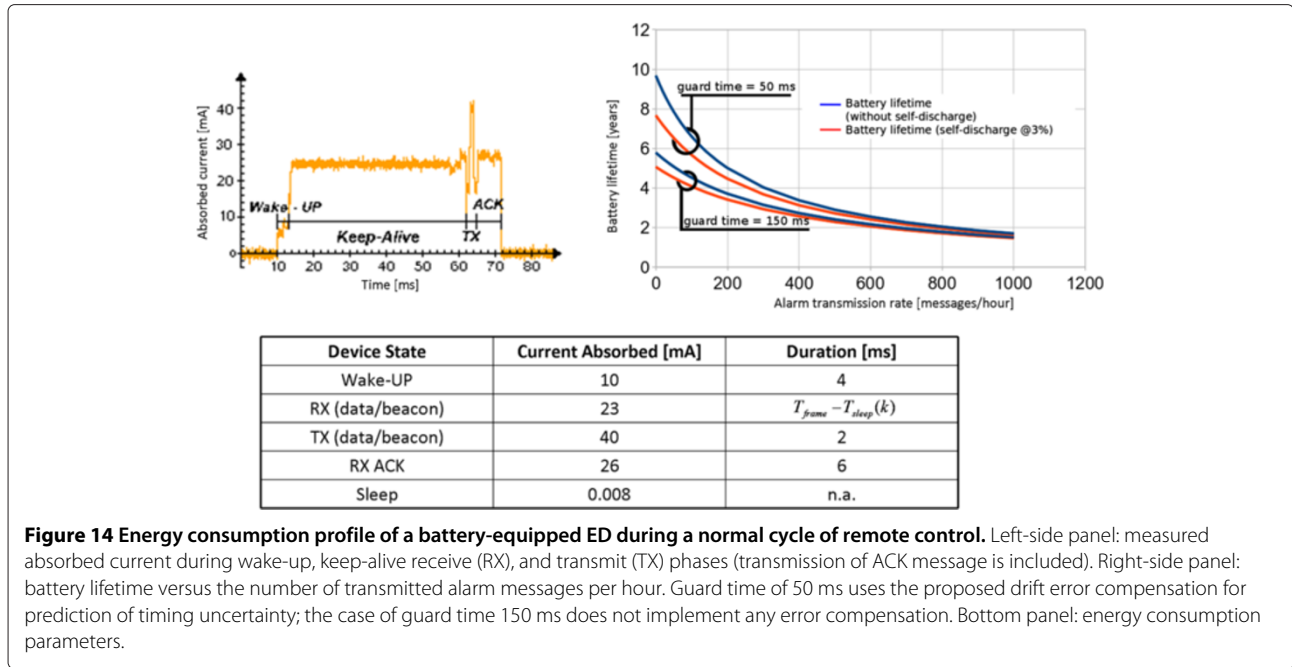 40
30
20
10
0
Absorbed current [mA]
Wake - UP
Keep-Alive
TX
ACK
10 20 30 40 50 60 70 80
Time [ms]
12
10
8
6
4
2
0
Battery lifetime [years]
guard time = 50 ms
Battery lifetime
(without self-discharge)
Battery lifetime (self-discharge @3%)
guard time = 150 ms
0 200 400 600 800 1000 1200
Alarm transmission rate [messages/hour]
Device State Current Absorbed [mA] Duration [ms]
Wake-UP 10 4
RX (data/beacon) 23 T_frame − T_sleep(k)
TX (data/beacon) 40 2
RX ACK 26 6
Sleep 0.008 n.a.
Figure 14 Energy consumption profile of a battery-equipped ED during a normal cycle of remote control. Left-side panel: measured
absorbed current during wake-up, keep-alive receive (RX), and transmit (TX) phases (transmission of ACK message is included). Right-side panel:
battery lifetime versus the number of transmitted alarm messages per hour. Guard time of 50 ms uses the proposed drift error compensation for
prediction of timing uncertainty; the case of guard time 150 ms does not implement any error compensation. Bottom panel: energy consumption
parameters.